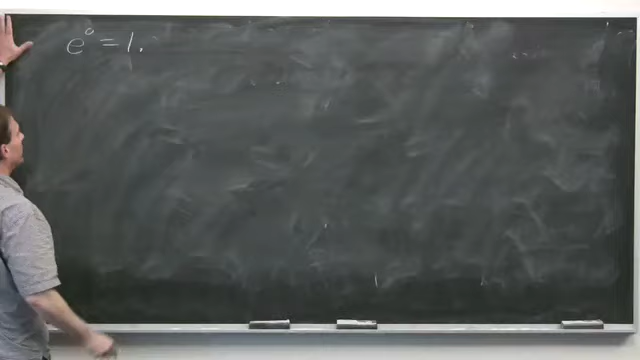 e⁰ = 1.